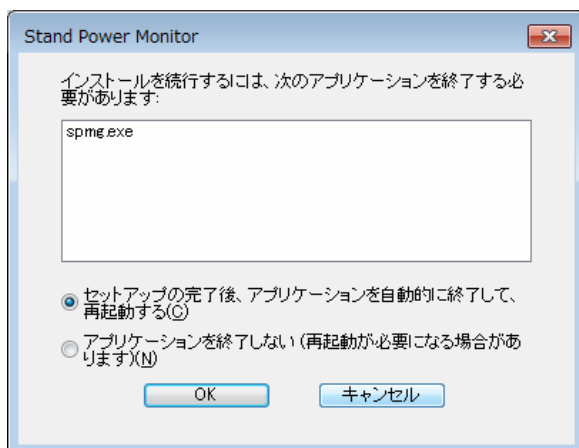 Stand Power Monitor
インストールを続行するには、次のアプリケーションを終了する必
要があります:
spmg.exe
セットアップの完了後、アプリケーションを自動的に終了して、
再起動する(C)
アプリケーションを終了しない (再起動が必要になる場合があ
ります)(N)
OK
キャンセル